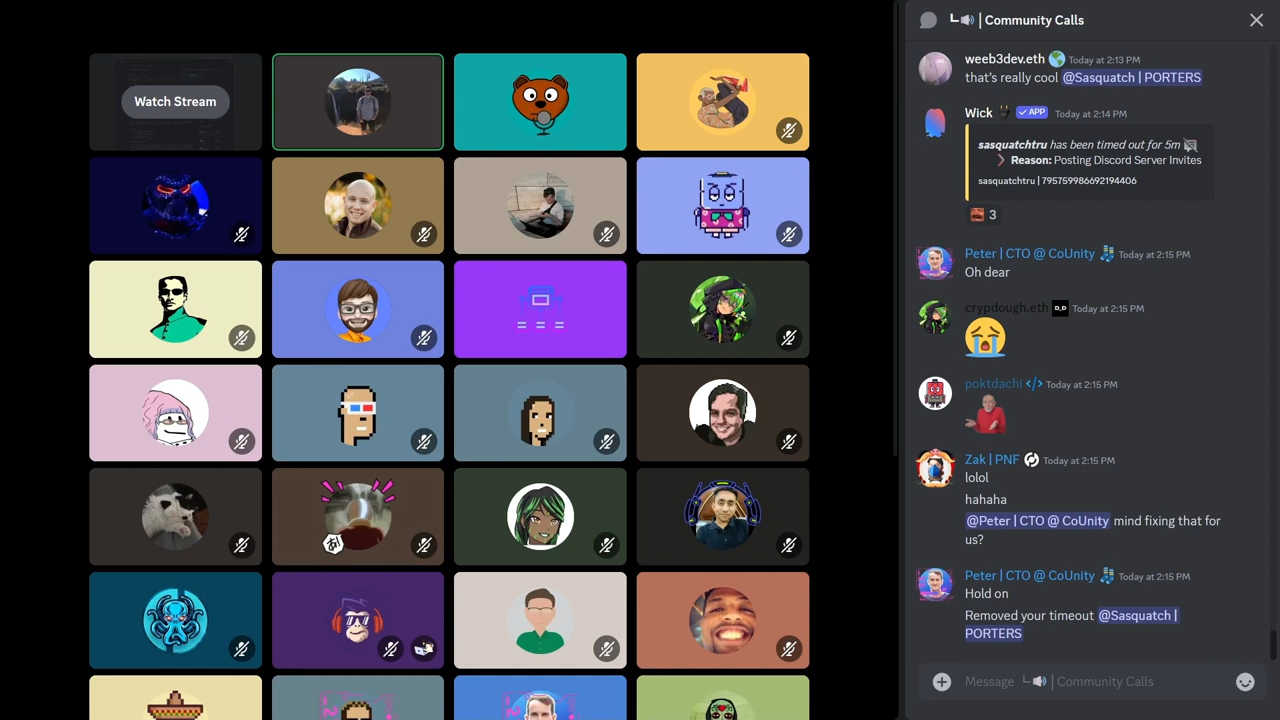 Watch Stream
| Community Calls
weeb3dev.eth Today at 2:13 PM
that's really cool @Sasquatch | PORTERS
Wick ✓ APP Today at 2:14 PM
sasquatchtru has been timed out for 5m
Reason: Posting Discord Server Invites
sasquatchtru | 795759986692194406
3
Peter | CTO @ CoUnity Today at 2:15 PM
Oh dear
crypdough.eth D_D Today at 2:15 PM
poktdachi </> Today at 2:15 PM
Zak | PNF Today at 2:15 PM
lolol
hahaha
@Peter | CTO @ CoUnity mind fixing that for
us?
Peter | CTO @ CoUnity Today at 2:15 PM
Hold on
Removed your timeout @Sasquatch |
PORTERS
Message | Community Calls